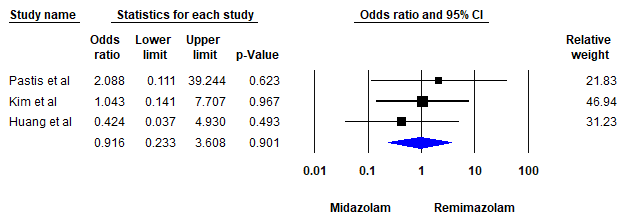 Study name Statistics for each study Odds ratio and 95% CI
Odds Lower Upper Relative
ratio limit limit p-Value weight
Pastis et al 2.088 0.111 39.244 0.623 21.83
Kim et al 1.043 0.141 7.707 0.967 46.94
Huang et al 0.424 0.037 4.930 0.493 31.23
0.916 0.233 3.608 0.901
0.01 0.1 1 10 100
Midazolam Remimazolam